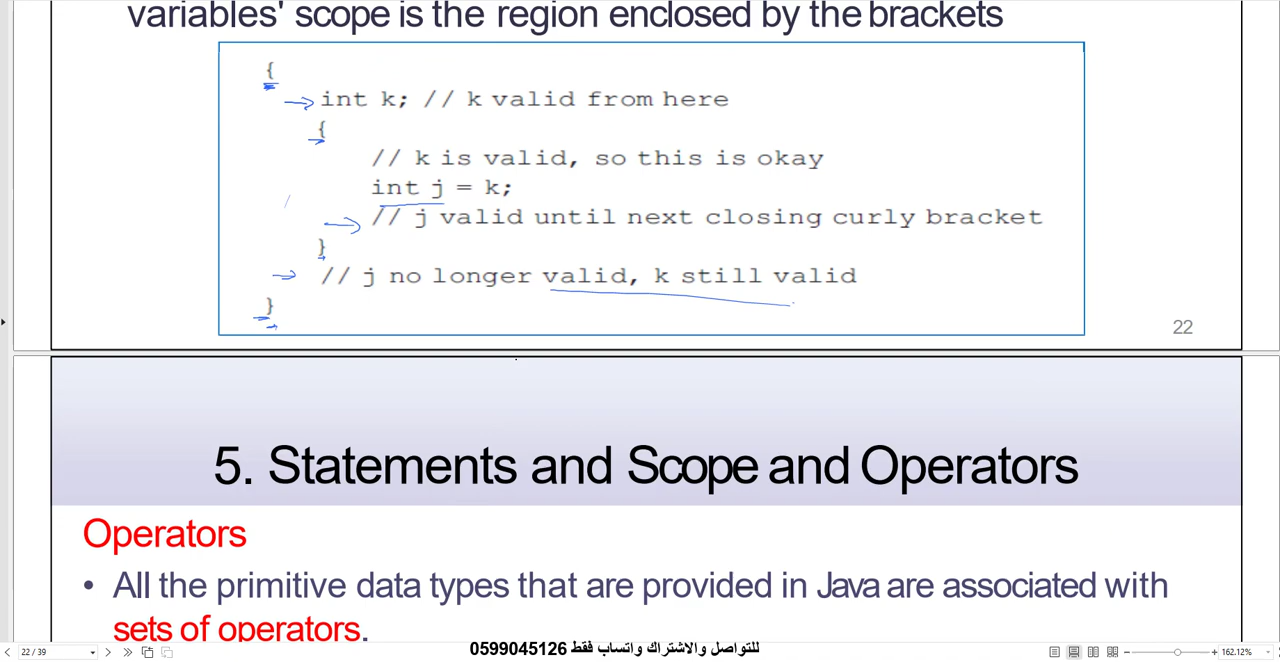 variables' scope is the region enclosed by the brackets
{
int k; // k valid from here
{
// k is valid, so this is okay
int j = k;
// j valid until next closing curly bracket
}
// j no longer valid, k still valid
}
22
5. Statements and Scope and Operators
Operators
• All the primitive data types that are provided in Java are associated with
sets of operators.
للتواصل والاشتراك واتساب فقط 0599045126
22 / 39
162.12%